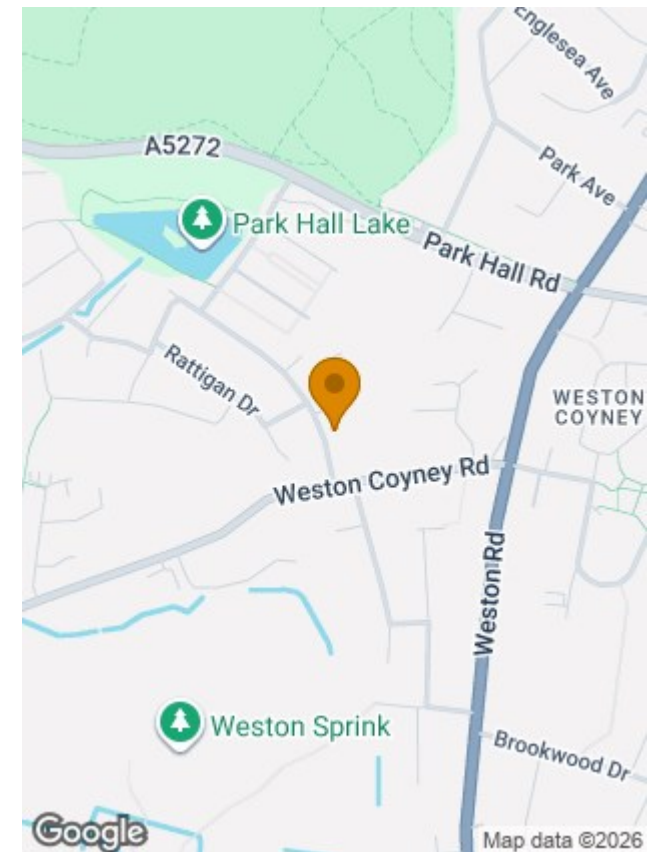 Englesea Ave
A5272
Park Ave
Park Hall Lake
Park Hall Rd
Rattigan Dr
WESTON
COYNEY
Weston Coyney Rd
Weston Rd
Weston Sprink
Brookwood Dr
Google
Map data ©2026